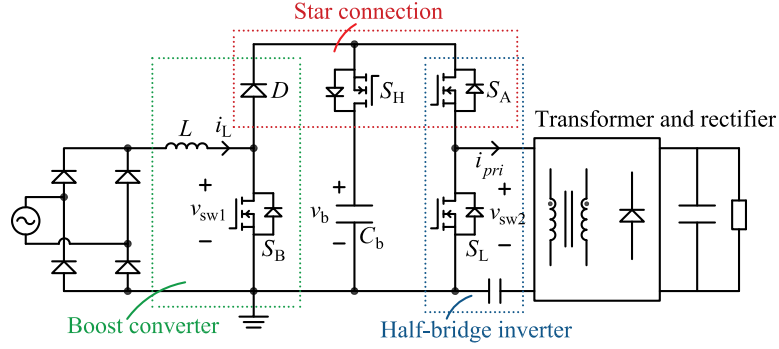 Star connection
D
S_H
S_A
L
i_L
Transformer and rectifier
i_pri
+
v_sw1
−
+
v_b
−
+
v_sw2
−
S_B
C_b
S_L
Boost converter
Half-bridge inverter